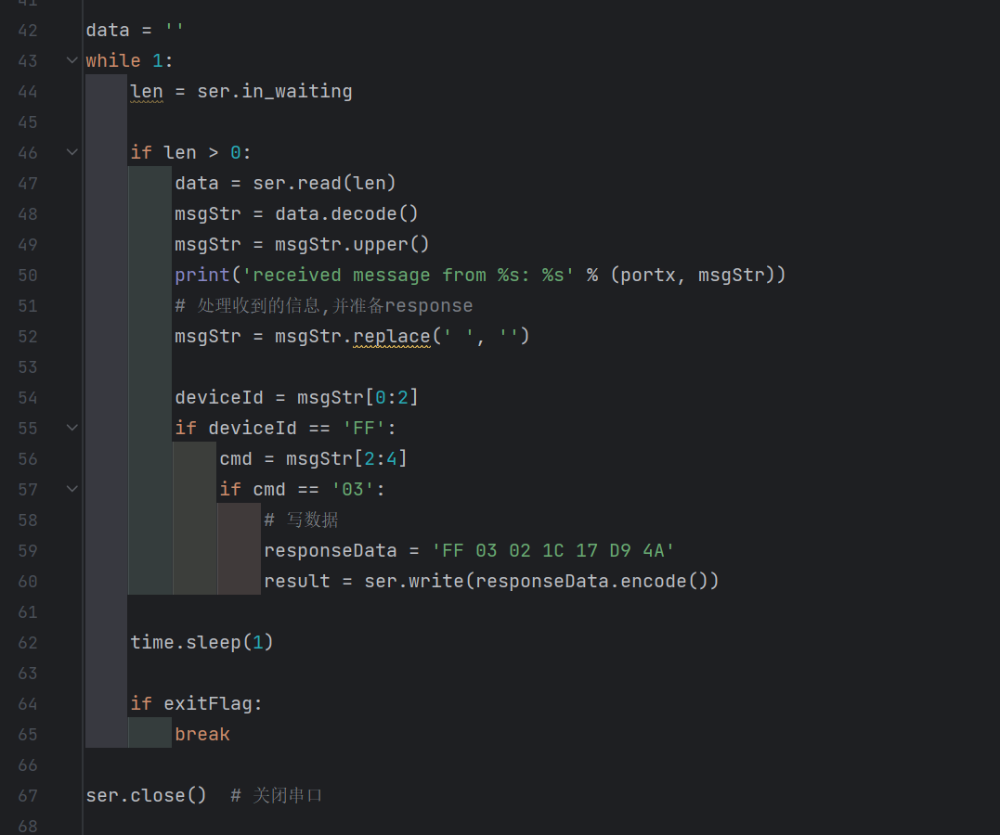 41
42 data = ''
43 while 1:
44 len = ser.in_waiting
45
46 if len > 0:
47 data = ser.read(len)
48 msgStr = data.decode()
49 msgStr = msgStr.upper()
50 print('received message from %s: %s' % (portx, msgStr))
51 # 处理收到的信息,并准备response
52 msgStr = msgStr.replace(' ', '')
53
54 deviceId = msgStr[0:2]
55 if deviceId == 'FF':
56 cmd = msgStr[2:4]
57 if cmd == '03':
58 # 写数据
59 responseData = 'FF 03 02 1C 17 D9 4A'
60 result = ser.write(responseData.encode())
61
62 time.sleep(1)
63
64 if exitFlag:
65 break
66
67 ser.close()  # 关闭串口
68